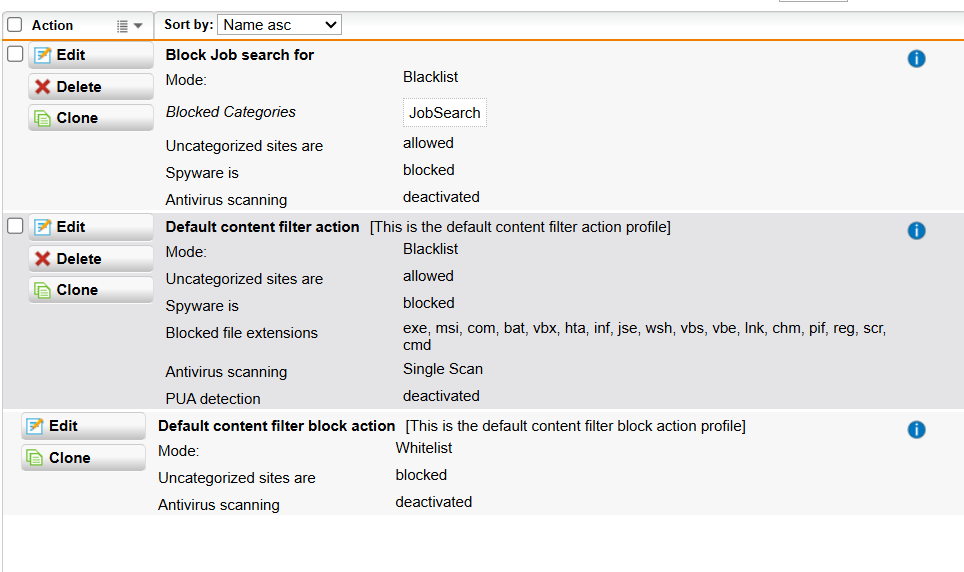 Action Sort by: Name asc
Edit Block Job search for
Mode: Blacklist
Delete
Blocked Categories JobSearch
Clone
Uncategorized sites are allowed
Spyware is blocked
Antivirus scanning deactivated
Edit Default content filter action [This is the default content filter action profile]
Mode: Blacklist
Delete
Uncategorized sites are allowed
Clone
Spyware is blocked
Blocked file extensions exe, msi, com, bat, vbx, hta, inf, jse, wsh, vbs, vbe, lnk, chm, pif, reg, scr,
cmd
Antivirus scanning Single Scan
PUA detection deactivated
Edit Default content filter block action [This is the default content filter block action profile]
Mode: Whitelist
Clone
Uncategorized sites are blocked
Antivirus scanning deactivated